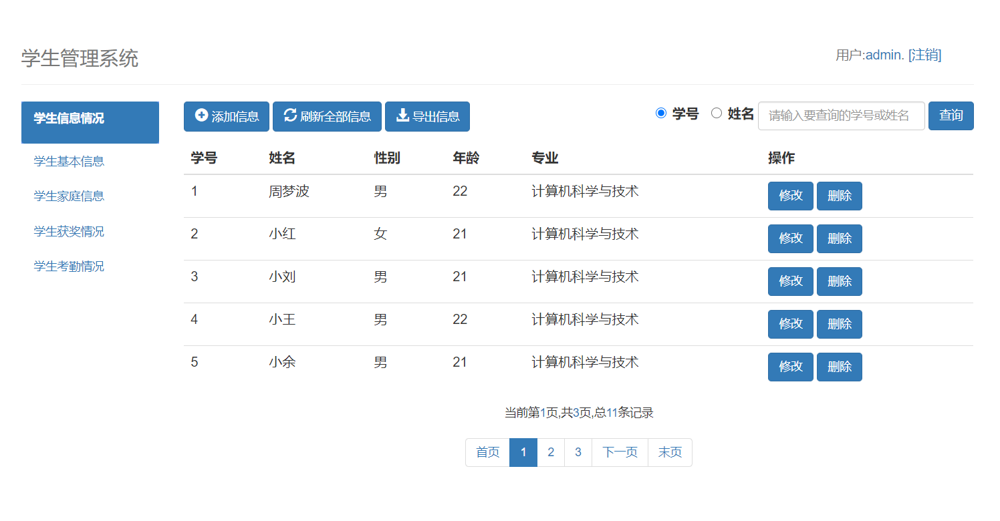 学生管理系统
用户:admin. [注销]
学生信息情况
学生基本信息
学生家庭信息
学生获奖情况
学生考勤情况
添加信息 刷新全部信息 导出信息
学号 姓名 请输入要查询的学号或姓名 查询
学号 姓名 性别 年龄 专业 操作
1 周梦波 男 22 计算机科学与技术 修改 删除
2 小红 女 21 计算机科学与技术 修改 删除
3 小刘 男 21 计算机科学与技术 修改 删除
4 小王 男 22 计算机科学与技术 修改 删除
5 小余 男 21 计算机科学与技术 修改 删除
当前第1页,共3页,总11条记录
首页 1 2 3 下一页 末页